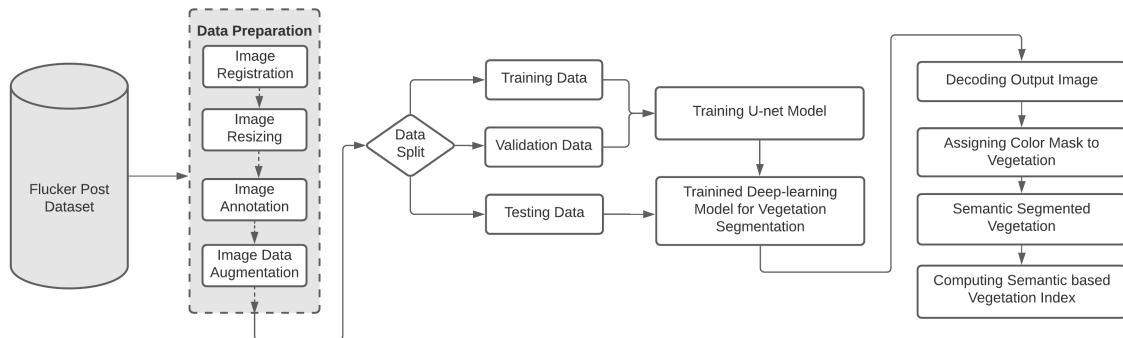 Flucker Post
Dataset
Data Preparation
Image
Registration
Image
Resizing
Image
Annotation
Image Data
Augmentation
Data
Split
Training Data
Validation Data
Testing Data
Training U-net Model
Trainined Deep-learning
Model for Vegetation
Segmentation
Decoding Output Image
Assigning Color Mask to
Vegetation
Semantic Segmented
Vegetation
Computing Semantic based
Vegetation Index